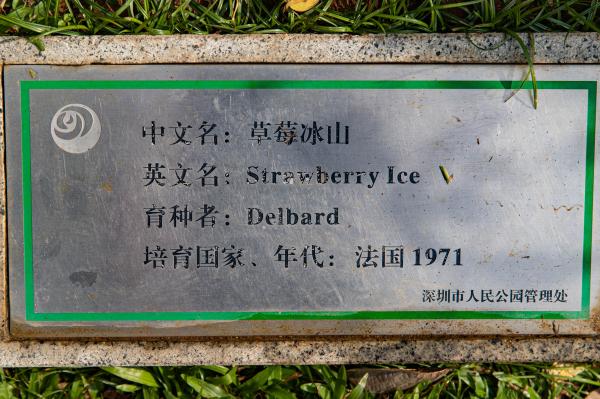 中文名：草莓冰山
英文名：Strawberry Ice
育种者：Delbard
培育国家、年代：法国 1971
深圳市人民公园管理处